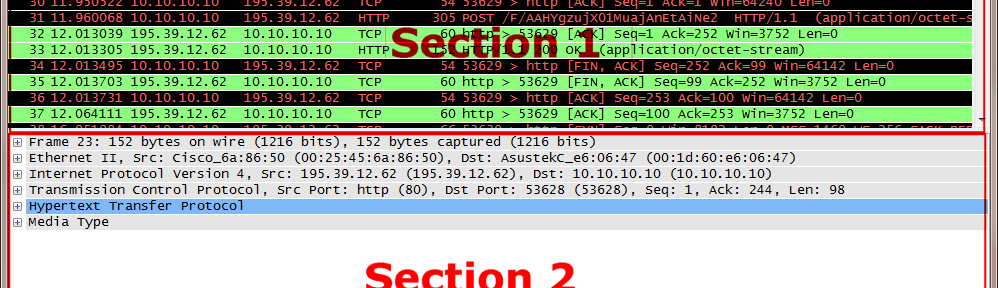 30 11.950522 10.10.10.10 195.39.12.62 TCP 54 53629 > http [ACK] Seq=1 Ack=1 Win=64240 Len=0
31 11.960068 10.10.10.10 195.39.12.62 HTTP 305 POST /F/AAHYgzujX01MuajAnEtAiNe2 HTTP/1.1 (application/octet-s
32 12.013039 195.39.12.62 10.10.10.10 TCP 60 http > 53629 [ACK] Seq=1 Ack=252 Win=3752 Len=0
Section 1
33 12.013305 195.39.12.62 10.10.10.10 HTTP 152 HTTP/1.1 200 OK (application/octet-stream)
34 12.013495 10.10.10.10 195.39.12.62 TCP 54 53629 > http [FIN, ACK] Seq=252 Ack=99 Win=64142 Len=0
35 12.013703 195.39.12.62 10.10.10.10 TCP 60 http > 53629 [FIN, ACK] Seq=99 Ack=252 Win=3752 Len=0
36 12.013731 10.10.10.10 195.39.12.62 TCP 54 53629 > http [ACK] Seq=253 Ack=100 Win=64142 Len=0
37 12.064111 195.39.12.62 10.10.10.10 TCP 60 http > 53629 [ACK] Seq=100 Ack=253 Win=3752 Len=0
Frame 23: 152 bytes on wire (1216 bits), 152 bytes captured (1216 bits)
Ethernet II, Src: Cisco_6a:86:50 (00:25:45:6a:86:50), Dst: AsustekC_e6:06:47 (00:1d:60:e6:06:47)
Internet Protocol Version 4, Src: 195.39.12.62 (195.39.12.62), Dst: 10.10.10.10 (10.10.10.10)
Transmission Control Protocol, Src Port: http (80), Dst Port: 53628 (53628), Seq: 1, Ack: 244, Len: 98
Hypertext Transfer Protocol
Media Type
Section 2